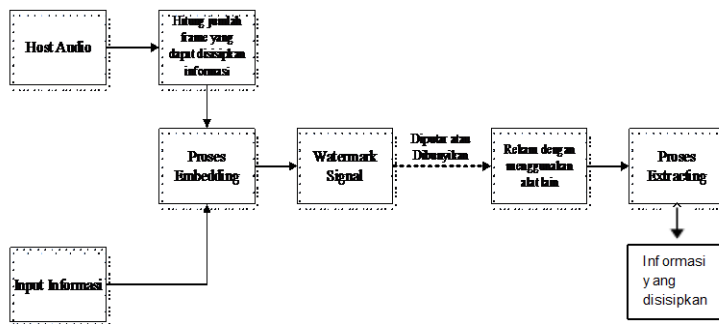 Host Audio
Hitung jumlah
frame yang
dapat disisipkan
informasi
Proses
Embedding
Watermark
Signal
Diputar atau
Dibunyikan
Rekam dengan
menggunakan
alat lain
Proses
Extracting
Input Informasi
Informasi
yang
disisipkan